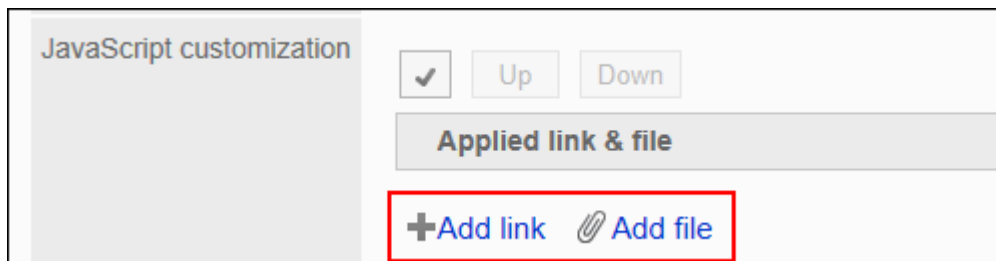 JavaScript customization
Up Down
Applied link & file
Add link Add file